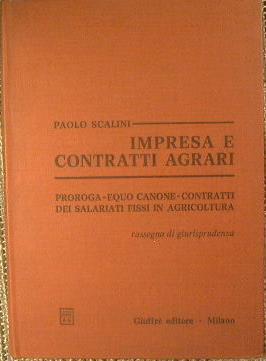 PAOLO SCALINI
IMPRESA E
CONTRATTI AGRARI
PROROGA-EQUO CANONE-CONTRATTI
DEI SALARIATI FISSI IN AGRICOLTURA
rassegna di giurisprudenza
Giuffrè editore - Milano